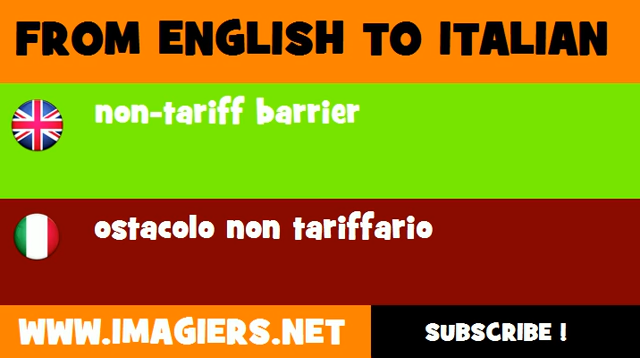 FROM ENGLISH TO ITALIAN
non-tariff barrier
ostacolo non tariffario
WWW.IMAGIERS.NET
SUBSCRIBE !